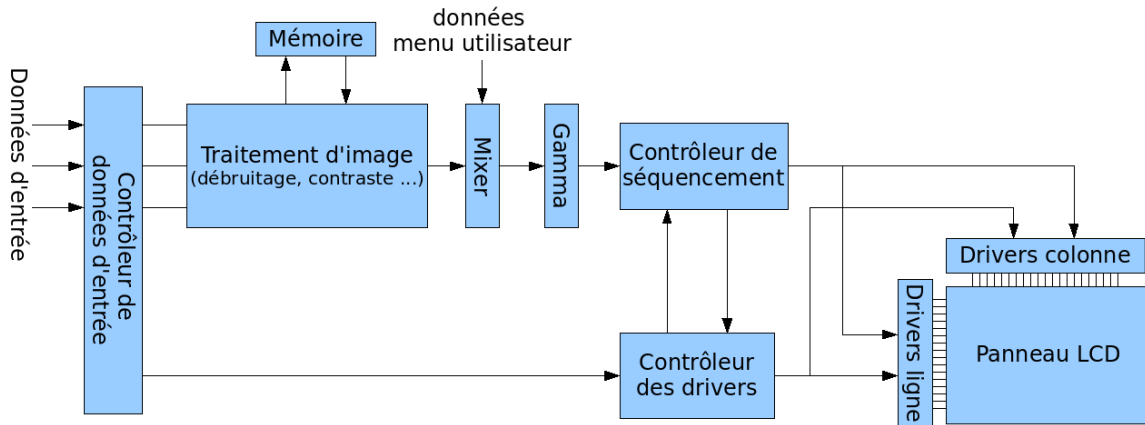 données
menu utilisateur
Mémoire
Données d'entrée
Contrôleur de
données d'entrée
Traitement d'image
(débruitage, contraste ...)
Mixer
Gamma
Contrôleur de
séquencement
Drivers colonne
Drivers ligne
Panneau LCD
Contrôleur
des drivers